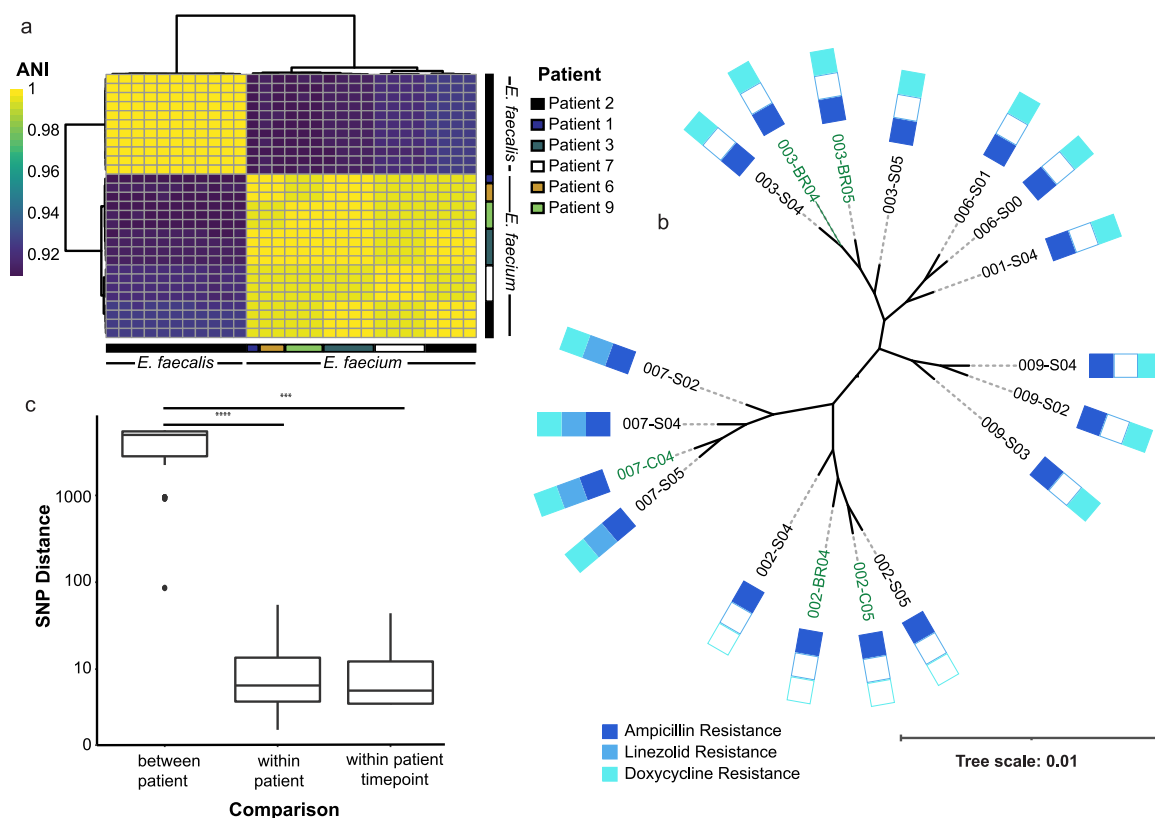 a
ANI
1
0.98
0.96
0.94
0.92
E. faecalis
E. faecium
E. faecalis
E. faecium
Patient
Patient 2
Patient 1
Patient 3
Patient 7
Patient 6
Patient 9
b
003-S04
003-BR04
003-BR05
003-S05
006-S01
006-S00
001-S04
009-S04
009-S02
009-S03
007-S02
007-S04
007-C04
007-S05
002-S04
002-BR04
002-C05
002-S05
Ampicillin Resistance
Linezolid Resistance
Doxycycline Resistance
Tree scale: 0.01
c
***
****
SNP Distance
1000
100
10
0
between
patient
within
patient
within patient
timepoint
Comparison